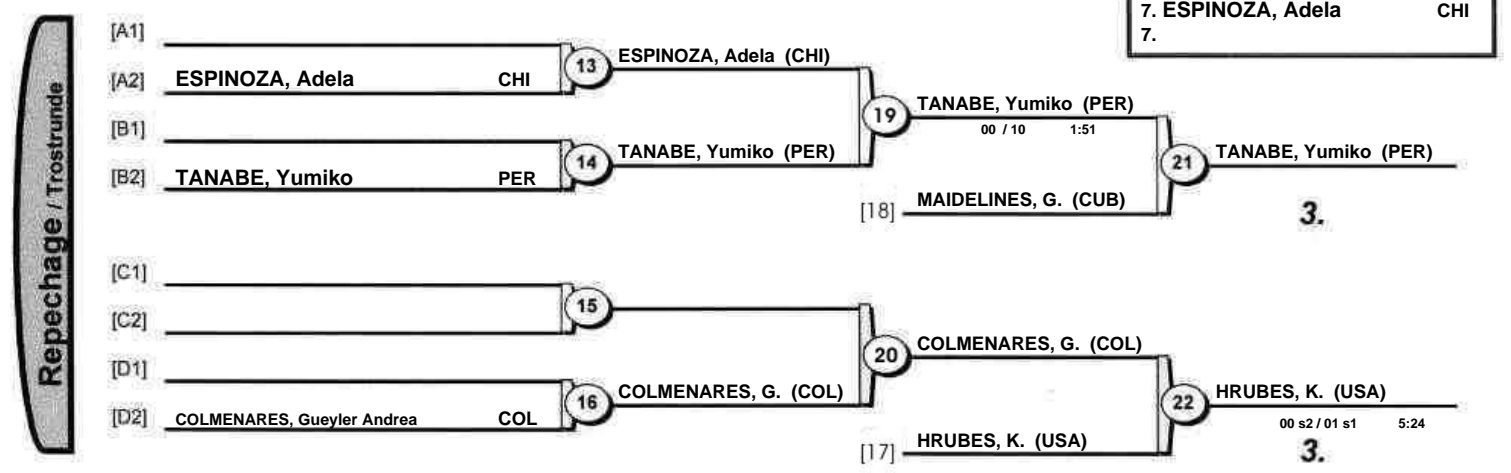 7. ESPINOZA, Adela CHI
7.
Repechage / Trostrunde
[A1]
[A2] ESPINOZA, Adela CHI
13
ESPINOZA, Adela (CHI)
[B1]
[B2] TANABE, Yumiko PER
14
TANABE, Yumiko (PER)
19
TANABE, Yumiko (PER)
00 / 10 1:51
[18] MAIDELINES, G. (CUB)
21
TANABE, Yumiko (PER)
3.
[C1]
[C2]
15
[D1]
[D2] COLMENARES, Gueyler Andrea COL
16
COLMENARES, G. (COL)
20
COLMENARES, G. (COL)
[17] HRUBES, K. (USA)
22
HRUBES, K. (USA)
00 s2 / 01 s1 5:24
3.